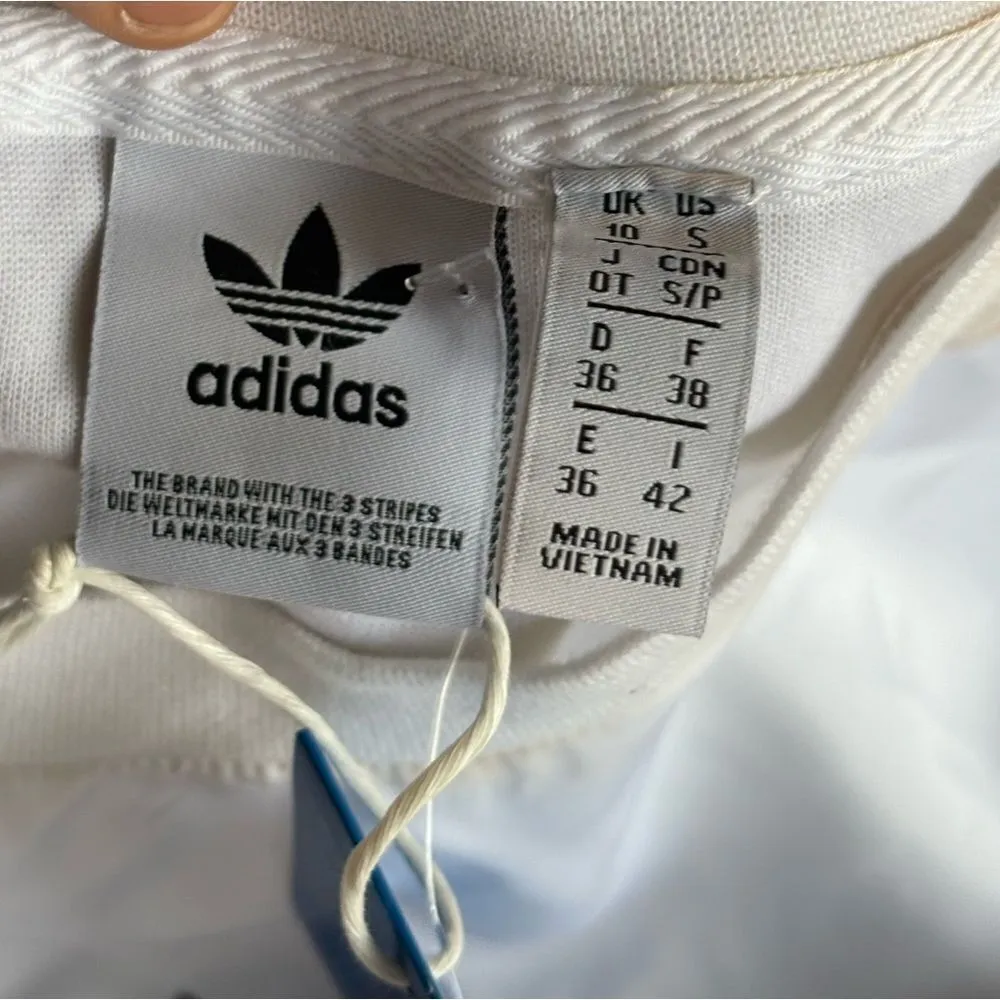 adidas
THE BRAND WITH THE 3 STRIPES
DIE WELTMARKE MIT DEN 3 STREIFEN
LA MARQUE AUX 3 BANDES
UK US
10 S
J CDN
OT S/P
D F
36 38
E I
36 42
MADE IN
VIETNAM